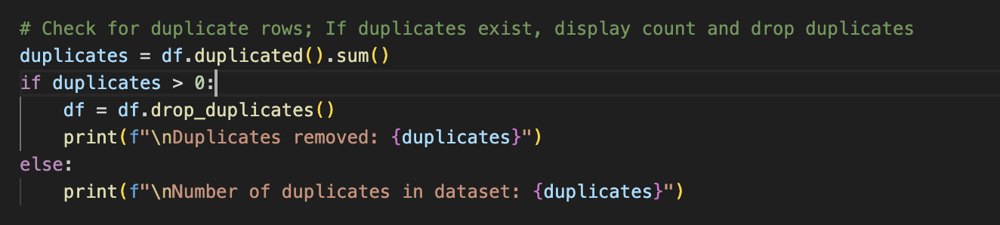 # Check for duplicate rows; If duplicates exist, display count and drop duplicates
duplicates = df.duplicated().sum()
if duplicates > 0:
    df = df.drop_duplicates()
    print(f"\nDuplicates removed: {duplicates}")
else:
    print(f"\nNumber of duplicates in dataset: {duplicates}")